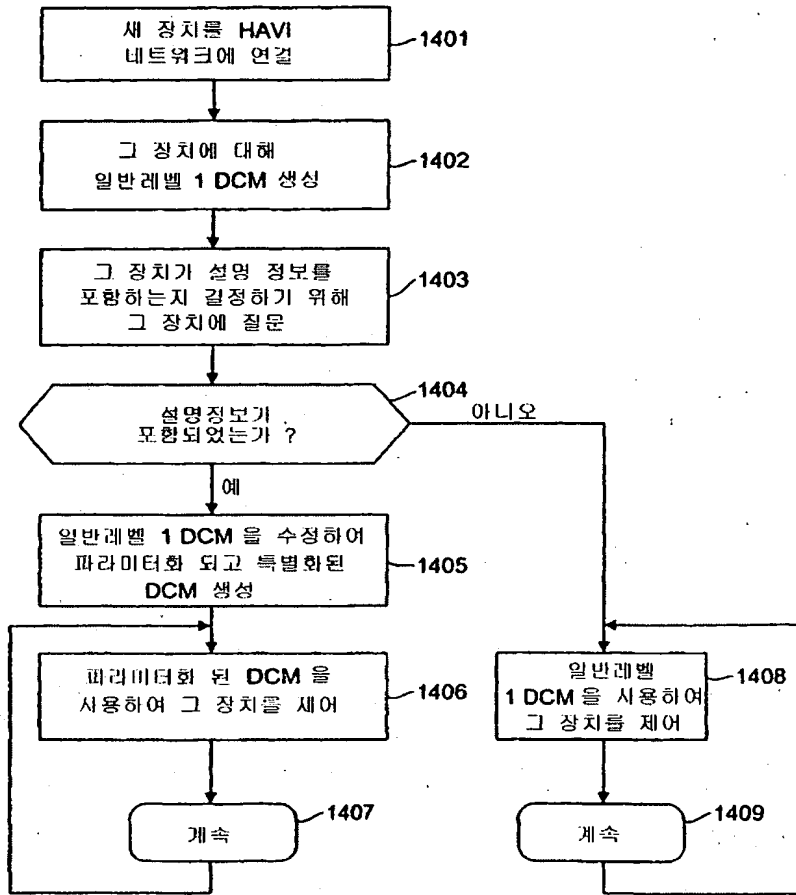 새 장치를 HAVI
네트워크에 연결
1401
그 장치에 대해
일반레벨 1 DCM 생성
1402
그 장치가 설명 정보를
포함하는지 결정하기 위해
그 장치에 질문
1403
1404
설명정보가
포함되었는가 ?
아니오
예
일반레벨 1 DCM 을 수정하여
파라미터화 되고 특별화된
DCM 생성
1405
파라미터화 된 DCM 을
사용하여 그 장치를 제어
1406
계속
1407
일반레벨
1 DCM 을 사용하여
그 장치를 제어
1408
계속
1409